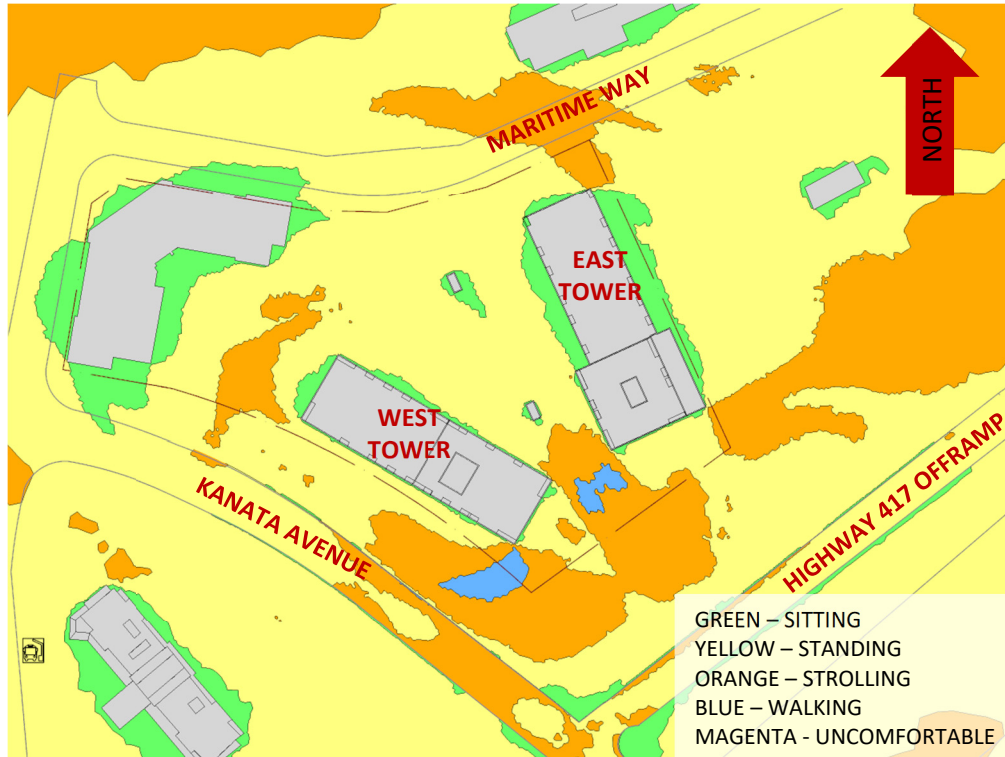 MARITIME WAY
NORTH
EAST
TOWER
WEST
TOWER
KANATA AVENUE
HIGHWAY 417 OFFRAMP
GREEN – SITTING
YELLOW – STANDING
ORANGE – STROLLING
BLUE – WALKING
MAGENTA - UNCOMFORTABLE